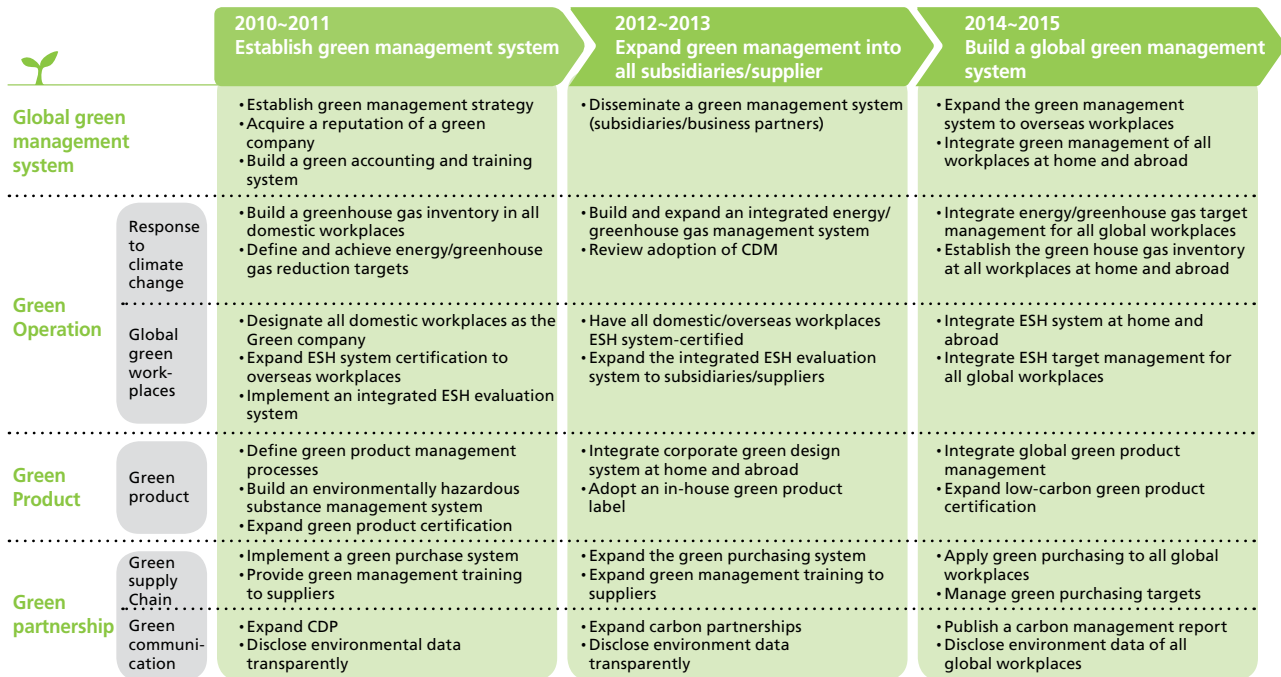 2010~2011
Establish green management system
2012~2013
Expand green management into
all subsidiaries/supplier
2014~2015
Build a global green management
system
Global green
management
system
• Establish green management strategy
• Acquire a reputation of a green
company
• Build a green accounting and training
system
• Disseminate a green management system
(subsidiaries/business partners)
• Expand the green management
system to overseas workplaces
• Integrate green management of all
workplaces at home and abroad
Green
Operation
Response
to
climate
change
• Build a greenhouse gas inventory in all
domestic workplaces
• Define and achieve energy/greenhouse
gas reduction targets
• Build and expand an integrated energy/
greenhouse gas management system
• Review adoption of CDM
• Integrate energy/greenhouse gas target
management for all global workplaces
• Establish the green house gas inventory
at all workplaces at home and abroad
Global
green
work-
places
• Designate all domestic workplaces as the
Green company
• Expand ESH system certification to
overseas workplaces
• Implement an integrated ESH evaluation
system
• Have all domestic/overseas workplaces
ESH system-certified
• Expand the integrated ESH evaluation
system to subsidiaries/suppliers
• Integrate ESH system at home and
abroad
• Integrate ESH target management for
all global workplaces
Green
Product
Green
product
• Define green product management
processes
• Build an environmentally hazardous
substance management system
• Expand green product certification
• Integrate corporate green design
system at home and abroad
• Adopt an in-house green product
label
• Integrate global green product
management
• Expand low-carbon green product
certification
Green
partnership
Green
supply
Chain
• Implement a green purchase system
• Provide green management training
to suppliers
• Expand the green purchasing system
• Expand green management training to
suppliers
• Apply green purchasing to all global
workplaces
• Manage green purchasing targets
Green
communi-
cation
• Expand CDP
• Disclose environmental data
transparently
• Expand carbon partnerships
• Disclose environment data
transparently
• Publish a carbon management report
• Disclose environment data of all
global workplaces